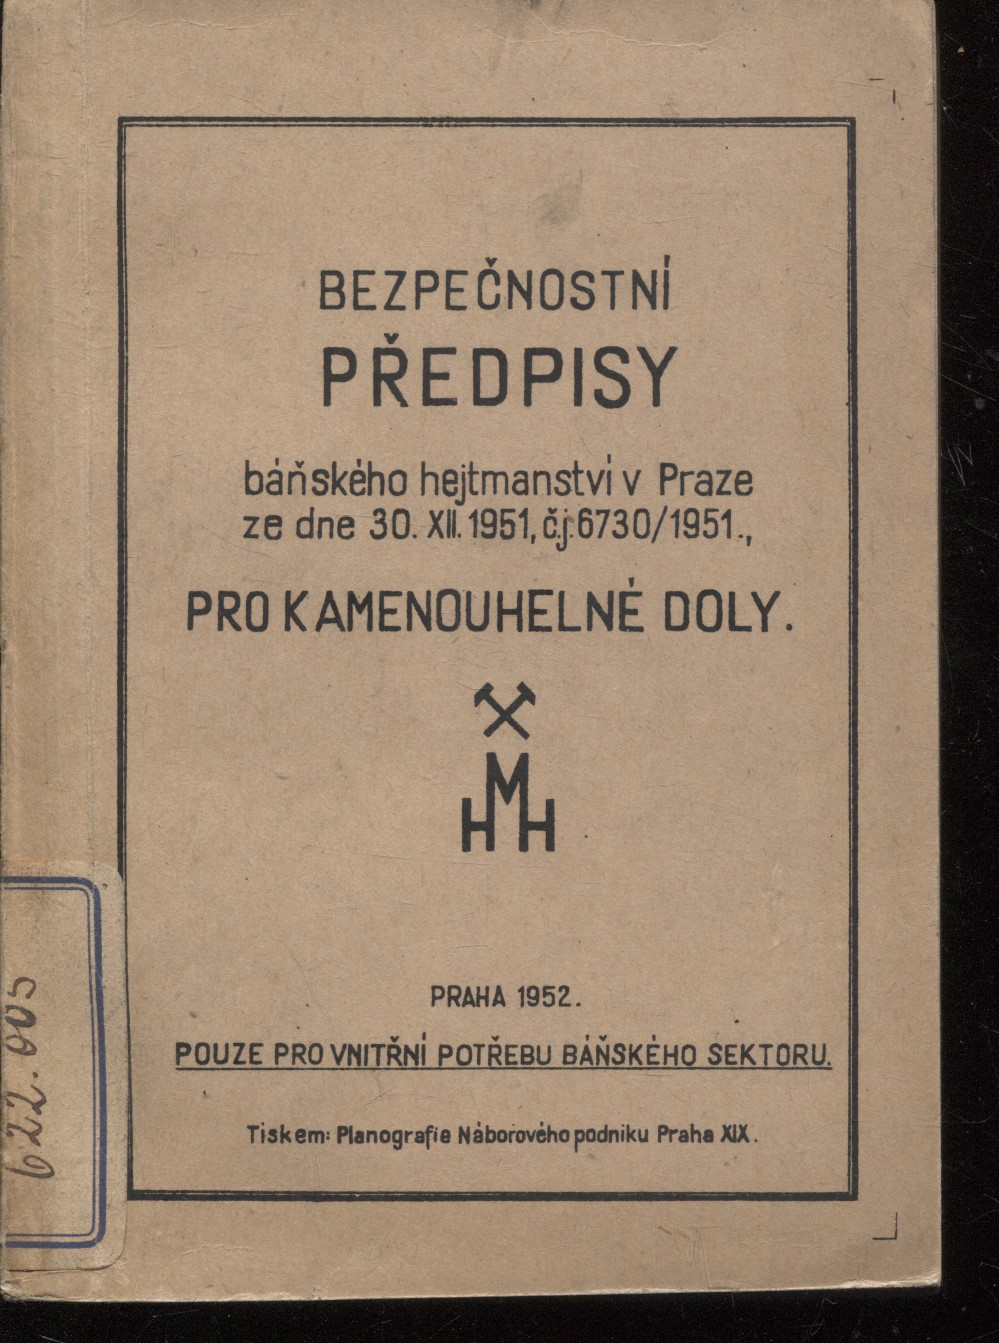 BEZPEČNOSTNÍ
PŘEDPISY
báňského hejtmanství v Praze
ze dne 30. XII. 1951, č.j. 6730/1951.,
PRO KAMENOUHELNÉ DOLY.
HMH
PRAHA 1952.
POUZE PRO VNITŘNÍ POTŘEBU BÁŇSKÉHO SEKTORU.
Tiskem: Planografie Náborového podniku Praha XIX.
622.005